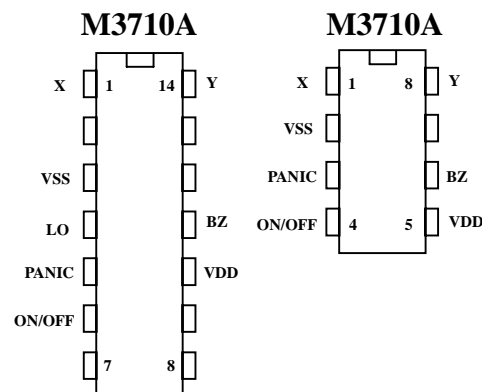 M3710A
X 1 14 Y
VSS
LO BZ
PANIC VDD
ON/OFF
7 8
M3710A
X 1 8 Y
VSS
PANIC BZ
ON/OFF 4 5 VDD